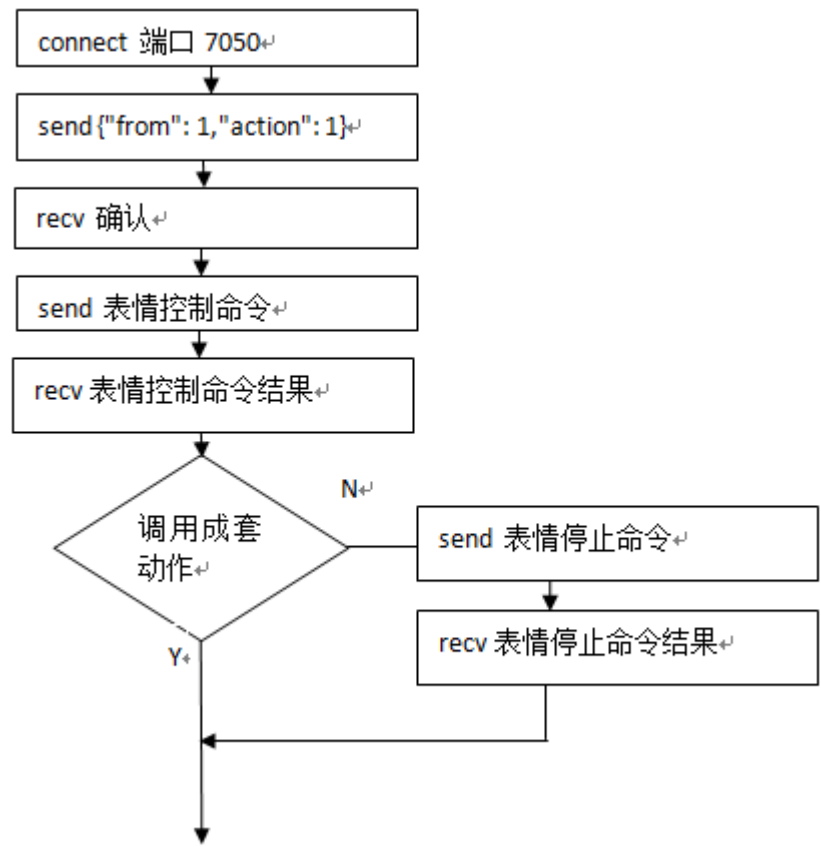 connect 端口 7050↵
send {"from": 1,"action": 1}↵
recv 确认↵
send 表情控制命令↵
recv 表情控制命令结果↵
调用成套
动作↵
N↵
send 表情停止命令↵
recv 表情停止命令结果↵
Y↵